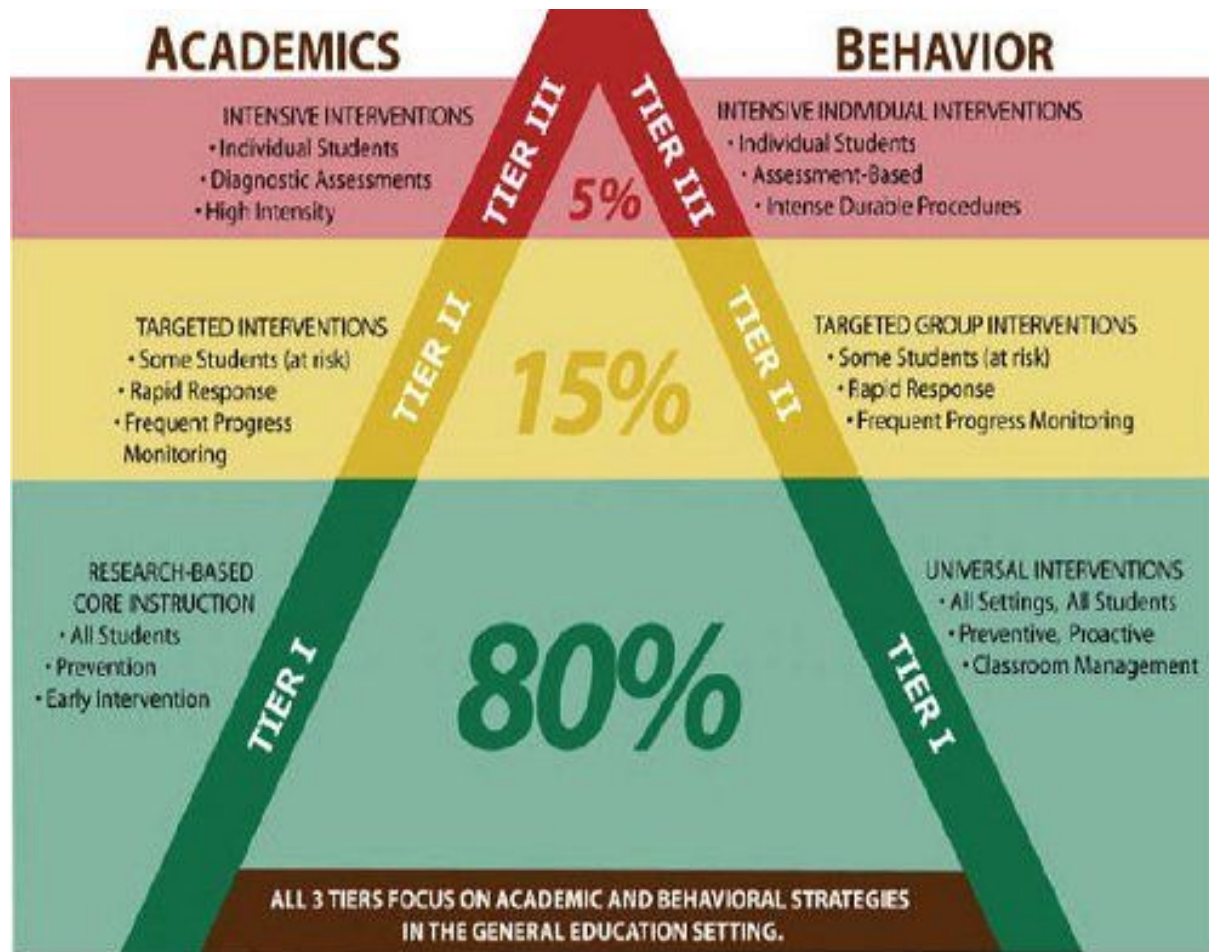 ACADEMICS
BEHAVIOR
INTENSIVE INTERVENTIONS
• Individual Students
• Diagnostic Assessments
• High Intensity
TIER III
5%
TIER III
INTENSIVE INDIVIDUAL INTERVENTIONS
• Individual Students
• Assessment-Based
• Intense Durable Procedures
TARGETED INTERVENTIONS
• Some Students (at risk)
• Rapid Response
• Frequent Progress
Monitoring
TIER II
15%
TIER II
TARGETED GROUP INTERVENTIONS
• Some Students (at risk)
• Rapid Response
• Frequent Progress Monitoring
RESEARCH-BASED
CORE INSTRUCTION
• All Students
• Prevention
• Early Intervention
TIER I
80%
TIER I
UNIVERSAL INTERVENTIONS
• All Settings, All Students
• Preventive, Proactive
• Classroom Management
ALL 3 TIERS FOCUS ON ACADEMIC AND BEHAVIORAL STRATEGIES
IN THE GENERAL EDUCATION SETTING.